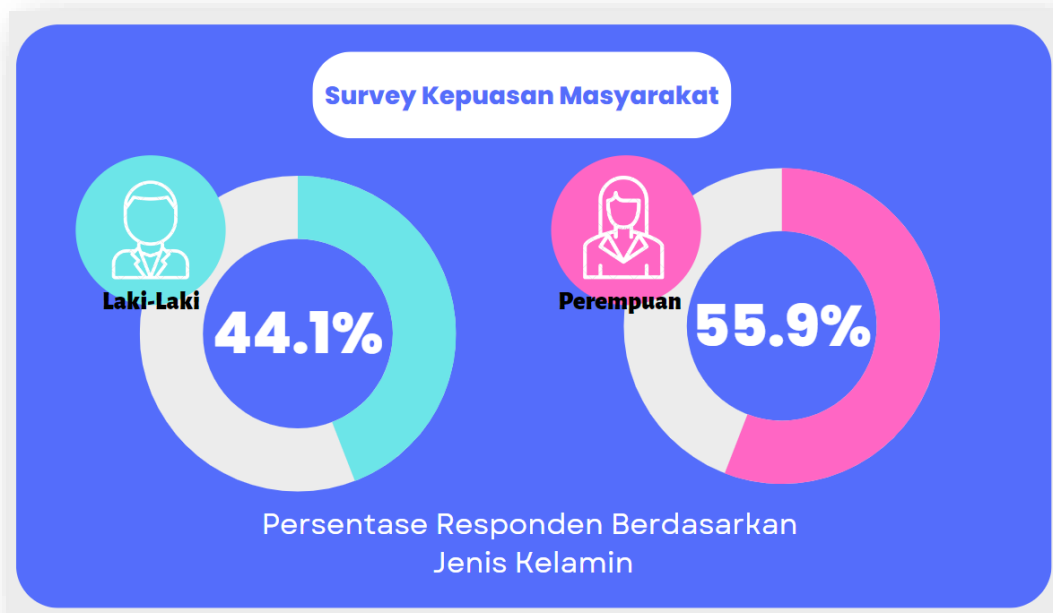 Survey Kepuasan Masyarakat
Laki-Laki
44.1%
Perempuan
55.9%
Persentase Responden Berdasarkan
Jenis Kelamin